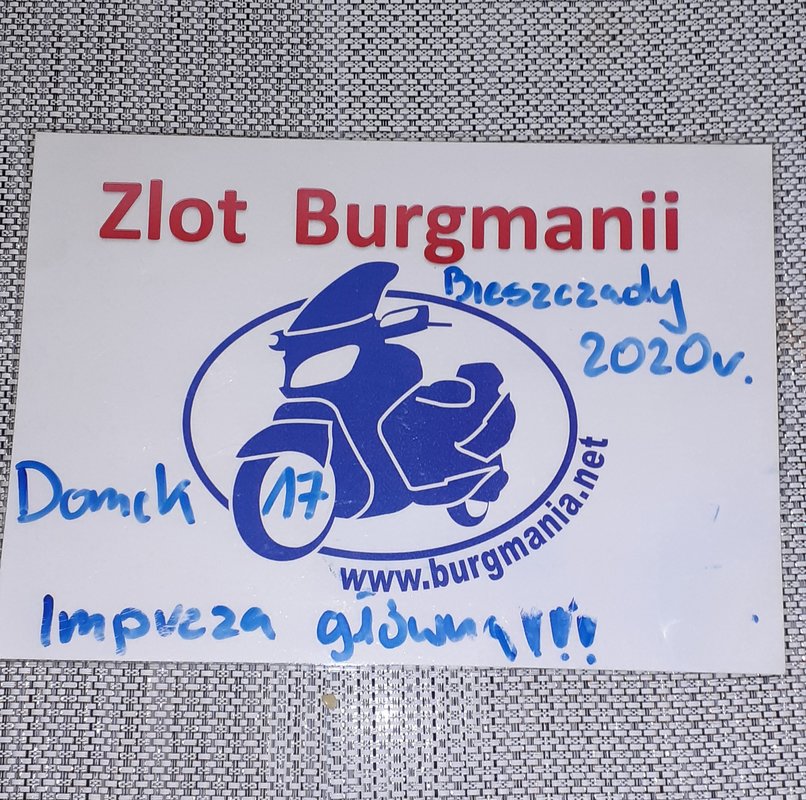 Zlot Burgmanii
Bieszczady
2020r.
Domek 17
www.burgmania.net
Impreza główna!!!